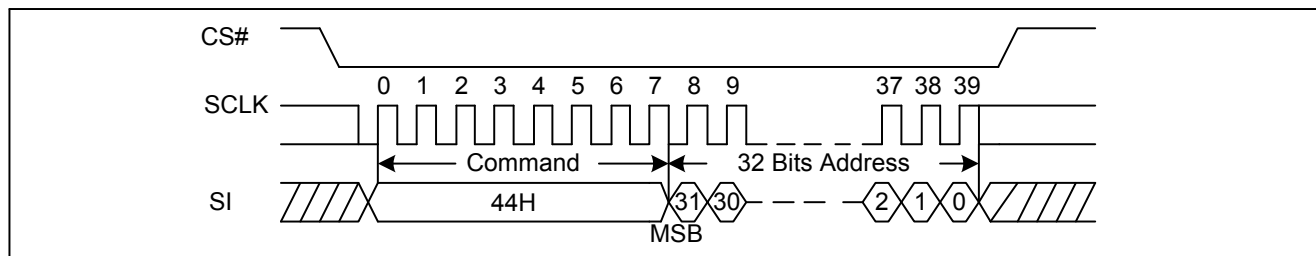 CS#
0 1 2 3 4 5 6 7 8 9 37 38 39
SCLK
Command 32 Bits Address
SI 44H 31 30 2 1 0
MSB